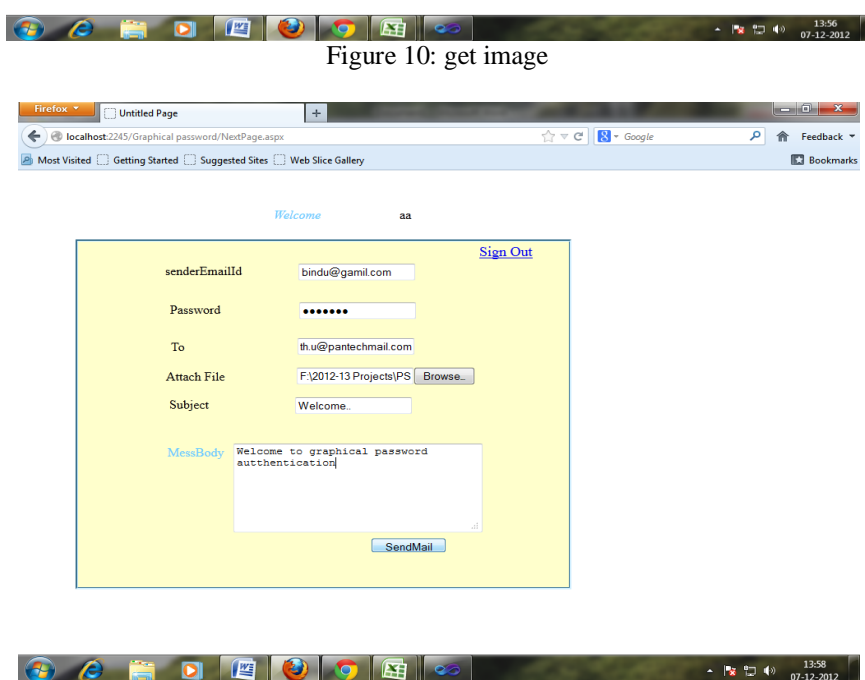 13:56
07-12-2012
Figure 10: get image
Firefox
Untitled Page
+
localhost:2245/Graphical password/NextPage.aspx
Google
Feedback
Most Visited Getting Started Suggested Sites Web Slice Gallery Bookmarks
Welcome aa
Sign Out
senderEmailId bindu@gamil.com
Password •••••••
To th.u@pantechmail.com
Attach File F:\2012-13 Projects\PS Browse..
Subject Welcome..
MessBody Welcome to graphical password
autthentication
SendMail
13:58
07-12-2012